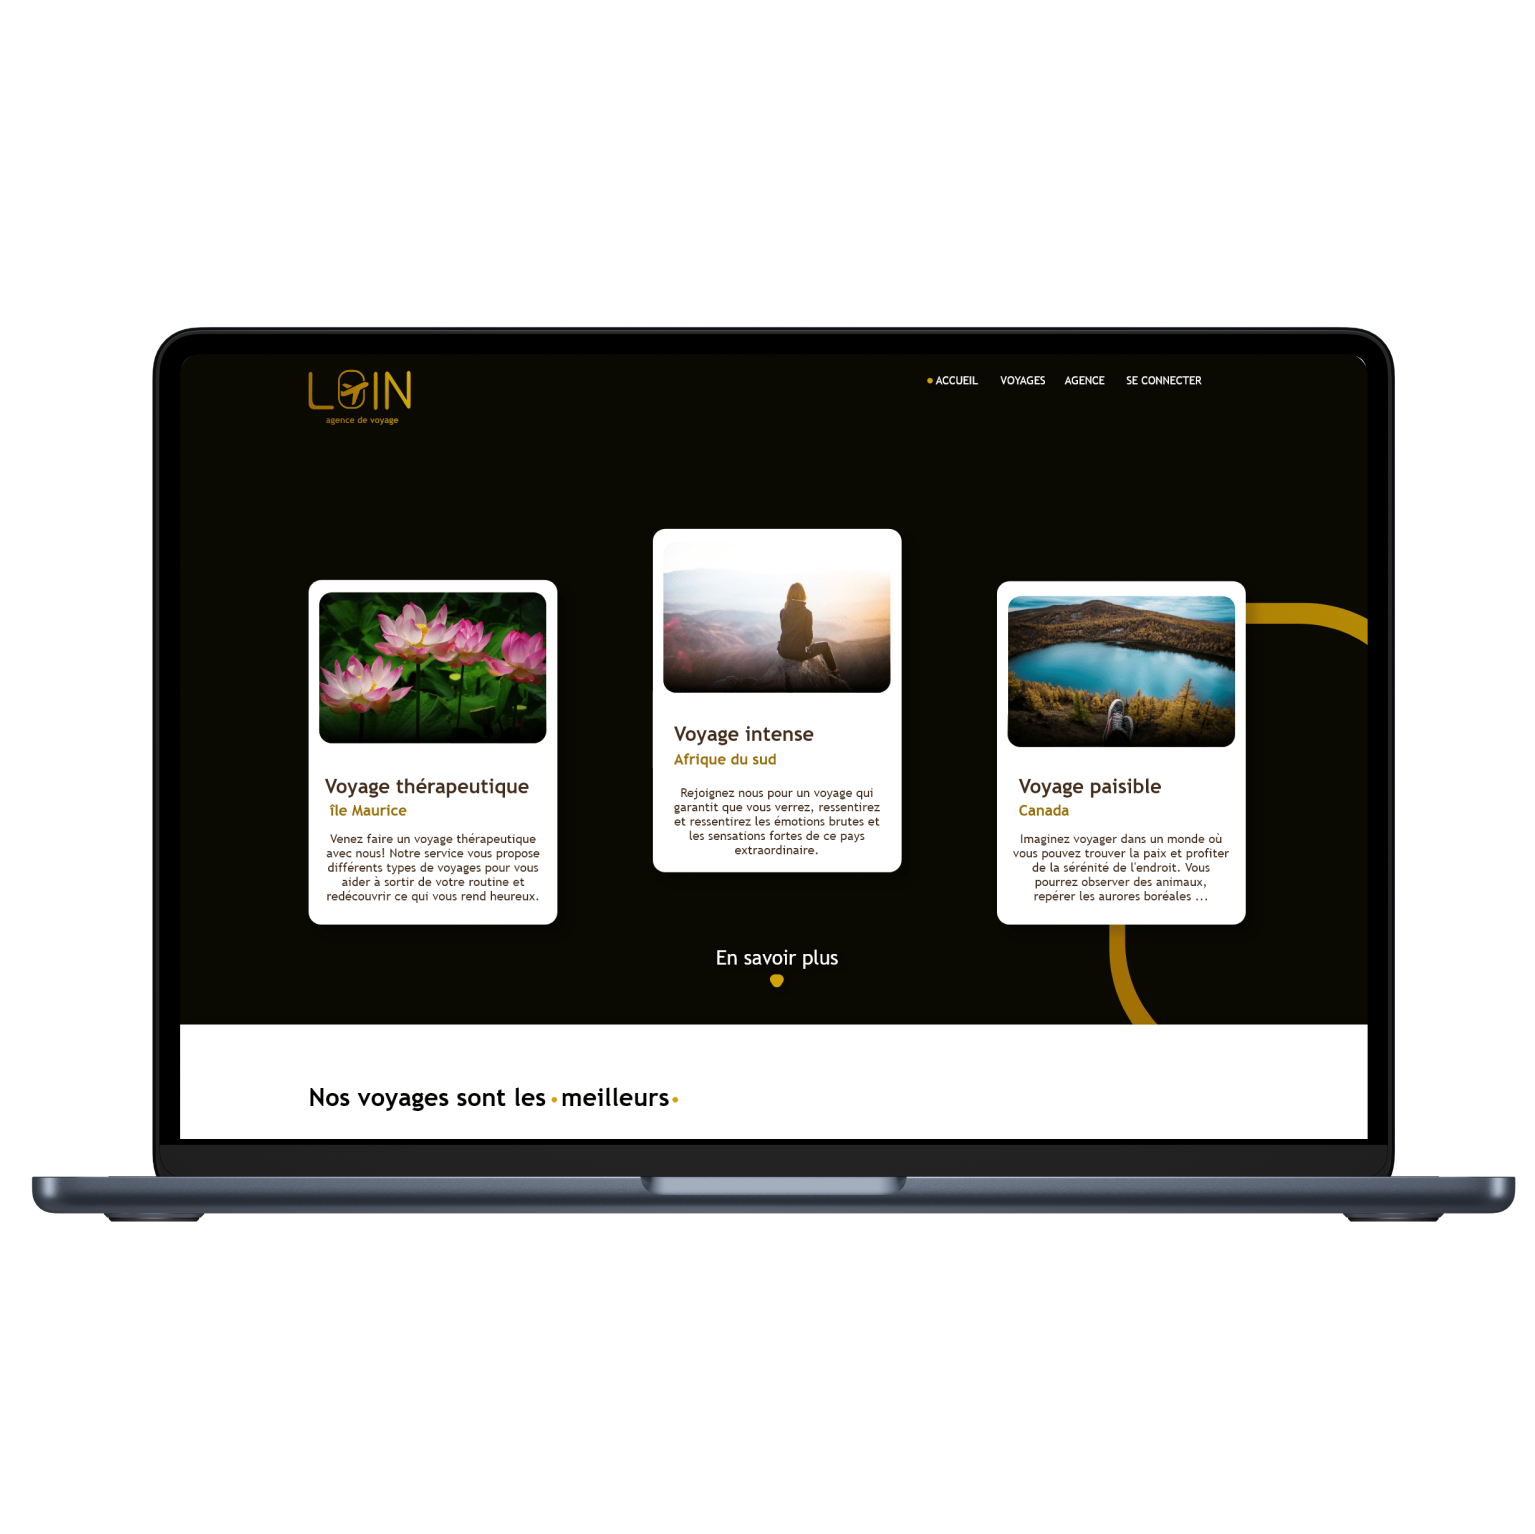 LOIN
agence de voyage
ACCUEIL VOYAGES AGENCE SE CONNECTER
Voyage thérapeutique
île Maurice
Venez faire un voyage thérapeutique
avec nous! Notre service vous propose
différents types de voyages pour vous
aider à sortir de votre routine et
redécouvrir ce qui vous rend heureux.
Voyage intense
Afrique du sud
Rejoignez nous pour un voyage qui
garantit que vous verrez, ressentirez
et ressentirez les émotions brutes et
les sensations fortes de ce pays
extraordinaire.
Voyage paisible
Canada
Imaginez voyager dans un monde où
vous pouvez trouver la paix et profiter
de la sérénité de l'endroit. Vous
pourrez observer des animaux,
repérer les aurores boréales ...
En savoir plus
Nos voyages sont les •meilleurs•